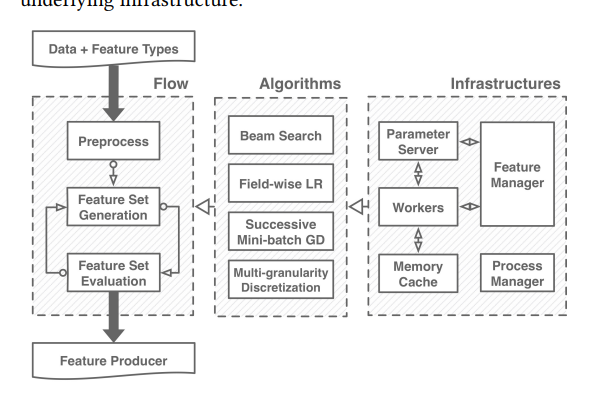 underlying infrastructure.
Data + Feature Types
Flow
Algorithms
Infrastructures
Preprocess
Feature Set
Generation
Feature Set
Evaluation
Feature Producer
Beam Search
Field-wise LR
Successive
Mini-batch GD
Multi-granularity
Discretization
Parameter
Server
Workers
Memory
Cache
Feature
Manager
Process
Manager